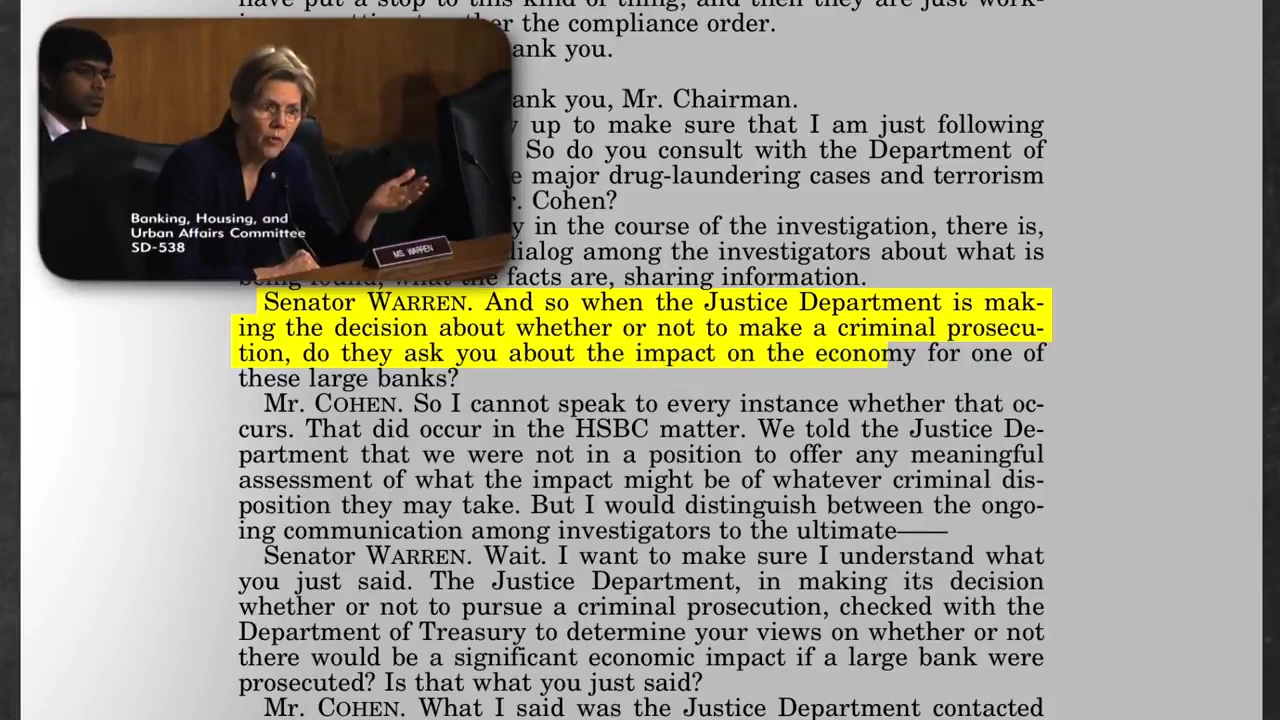 have put a stop to this kind of thing, and then they are just work-
her the compliance order.
ank you.
ank you, Mr. Chairman.
up to make sure that I am just following
So do you consult with the Department of
major drug-laundering cases and terrorism
Cohen?
in the course of the investigation, there is,
dialog among the investigators about what is
being found, what the facts are, sharing information.
Senator WARREN. And so when the Justice Department is mak-
ing the decision about whether or not to make a criminal prosecu-
tion, do they ask you about the impact on the economy for one of
these large banks?
Mr. COHEN. So I cannot speak to every instance whether that oc-
curs. That did occur in the HSBC matter. We told the Justice De-
partment that we were not in a position to offer any meaningful
assessment of what the impact might be of whatever criminal dis-
position they may take. But I would distinguish between the ongo-
ing communication among investigators to the ultimate——
Senator WARREN. Wait. I want to make sure I understand what
you just said. The Justice Department, in making its decision
whether or not to pursue a criminal prosecution, checked with the
Department of Treasury to determine your views on whether or not
there would be a significant economic impact if a large bank were
prosecuted? Is that what you just said?
Mr. COHEN. What I said was the Justice Department contacted
Banking, Housing, and
Urban Affairs Committee
SD-538
MS. WARREN